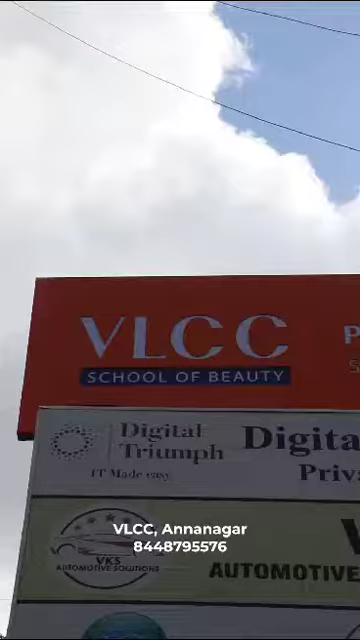 VLCC
SCHOOL OF BEAUTY
P
S
Digital
Triumph
IT Made easy
Digita
Priva
VKS
AUTOMOTIVE SOLUTIONS
V
AUTOMOTIVE
VLCC, Annanagar
8448795576